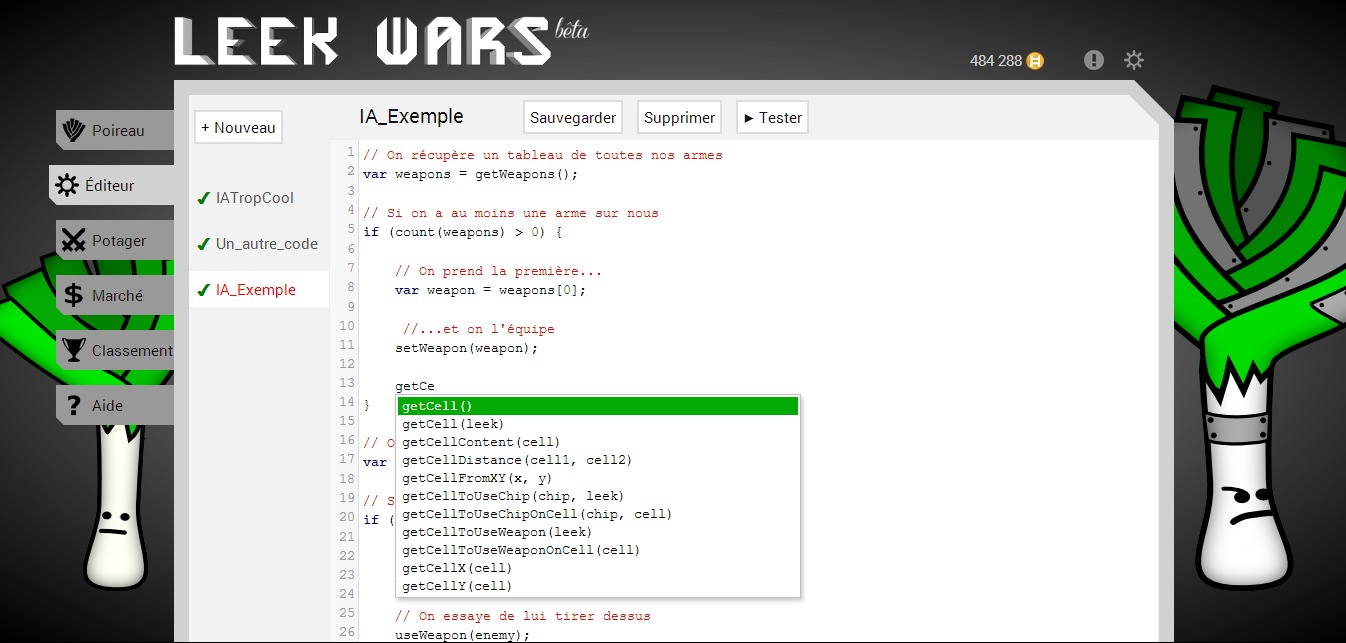 LEEK WARS bêta
484 288
Poireau
Éditeur
Potager
Marché
Classement
Aide
+ Nouveau
IATropCool
Un_autre_code
IA_Exemple
IA_Exemple
Sauvegarder
Supprimer
► Tester
1 // On récupère un tableau de toutes nos armes
2 var weapons = getWeapons();
3
4 // Si on a au moins une arme sur nous
5 if (count(weapons) > 0) {
6
7 // On prend la première...
8 var weapon = weapons[0];
9
10 //...et on l'équipe
11 setWeapon(weapon);
12
13 getCe
14 }
15
16 // O
17 var
18
19 // S
20 if (
21
22
23
24
25 // On essaye de lui tirer dessus
26 useWeapon(enemy);
getCell()
getCell(leek)
getCellContent(cell)
getCellDistance(cell1, cell2)
getCellFromXY(x, y)
getCellToUseChip(chip, leek)
getCellToUseChipOnCell(chip, cell)
getCellToUseWeapon(leek)
getCellToUseWeaponOnCell(cell)
getCellX(cell)
getCellY(cell)